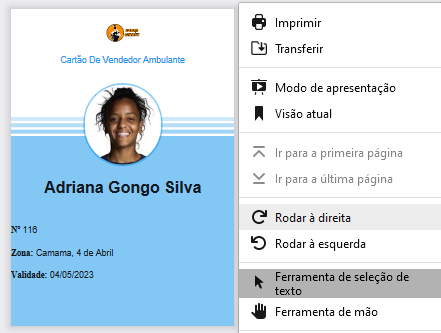 Cartão De Vendedor Ambulante
Adriana Gongo Silva
Nº 116
Zona: Camama, 4 de Abril
Validade: 04/05/2023
Imprimir
Transferir
Modo de apresentação
Visão atual
Ir para a primeira página
Ir para a última página
Rodar à direita
Rodar à esquerda
Ferramenta de seleção de
texto
Ferramenta de mão